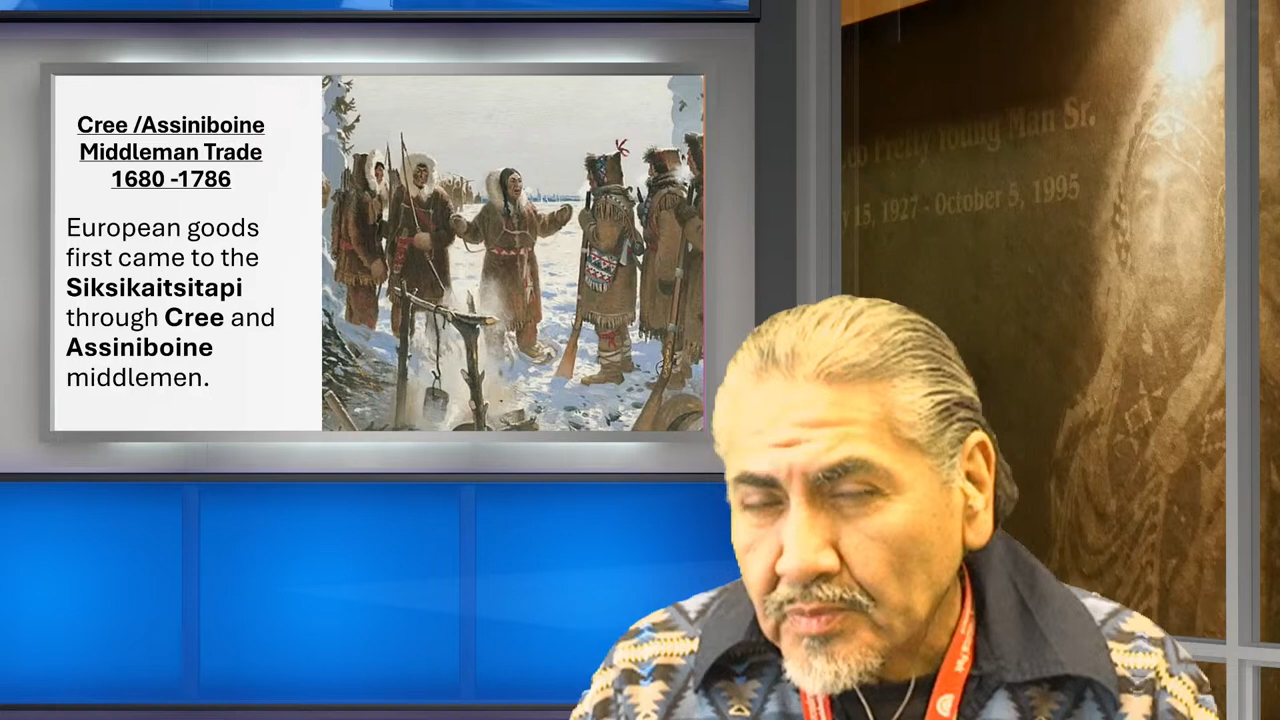 Cree /Assiniboine
Middleman Trade
1680 -1786
European goods
first came to the
Siksikaitsitapi
through Cree and
Assiniboine
middlemen.
Pretty Young Man Sr.
15, 1927 - October 5, 1995